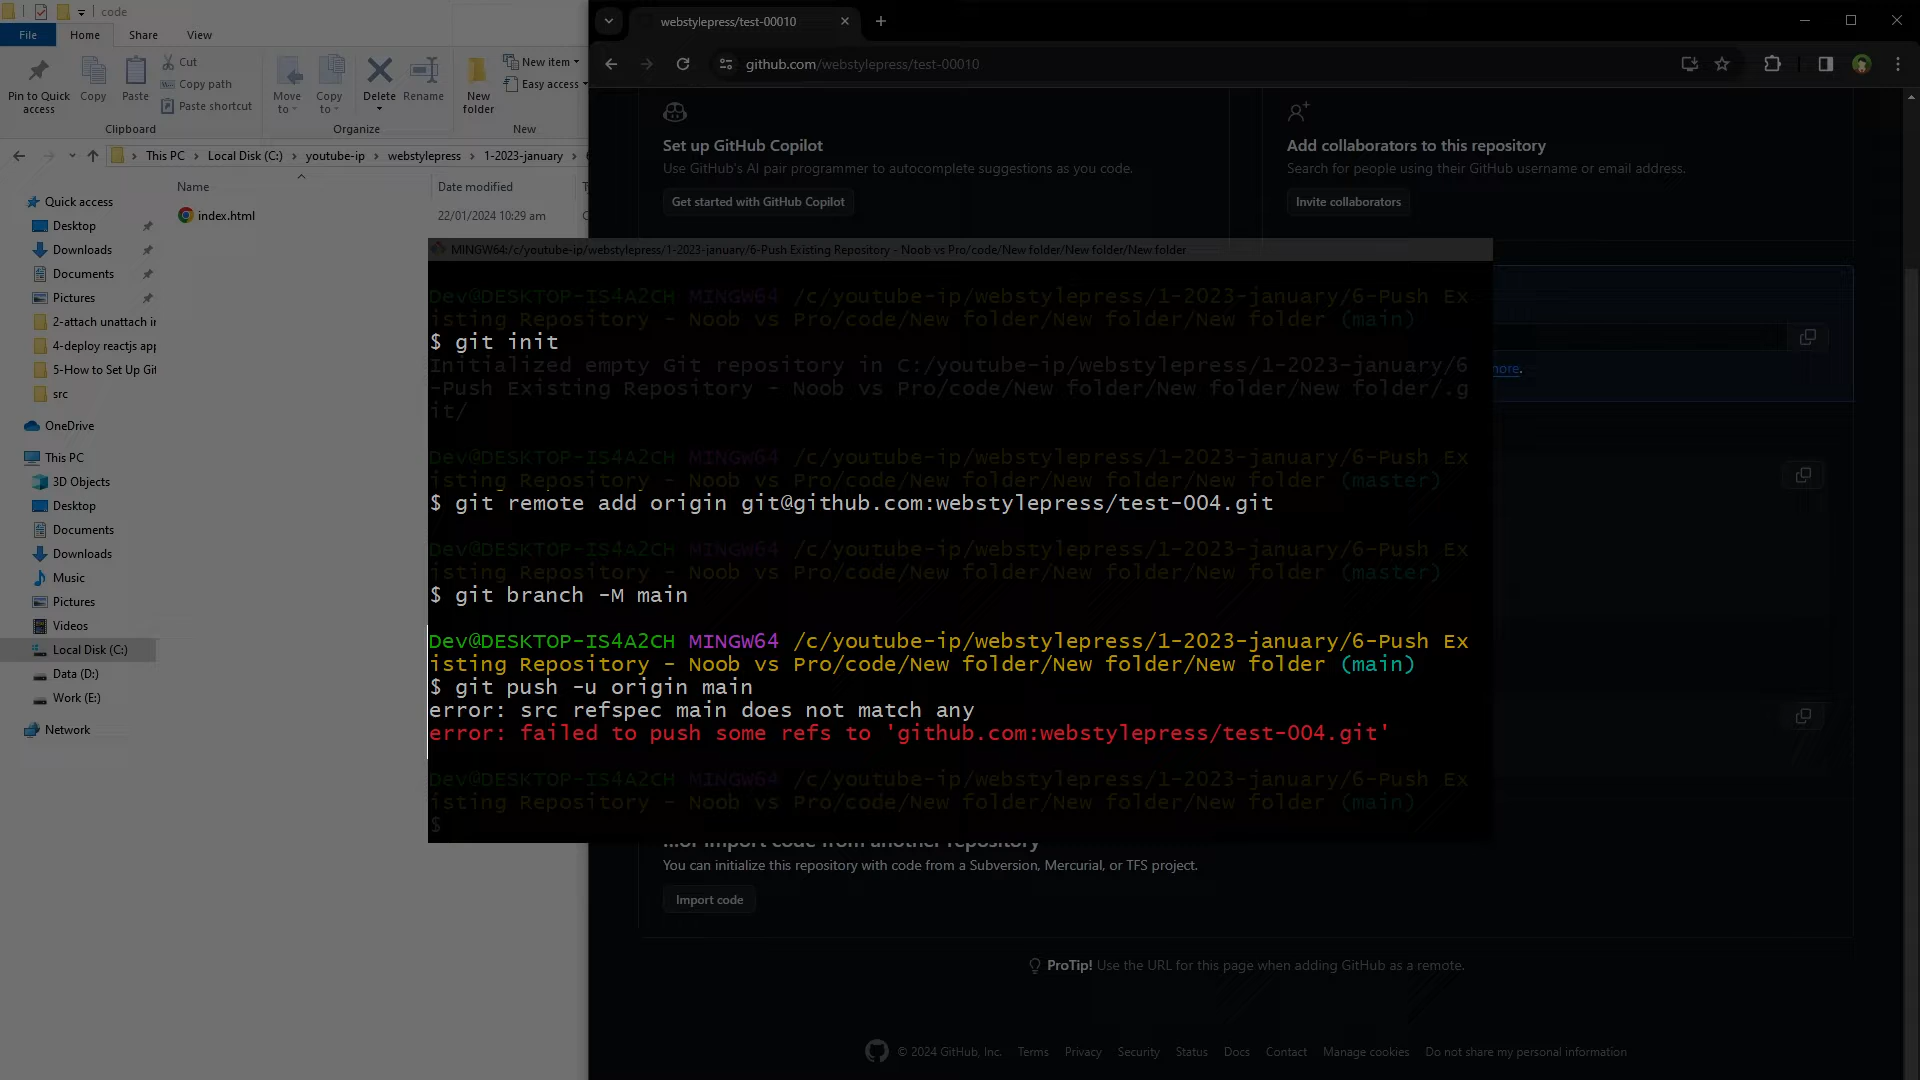 code
File
Home
Share
View
Pin to Quick
access
Copy
Paste
Cut
Copy path
Paste shortcut
Move
to
Copy
to
Delete
Rename
New
folder
New item
Easy access
Clipboard
Organize
New
This PC
Local Disk (C:)
youtube-ip
webstylepress
1-2023-january
Name
Date modified
index.html
22/01/2024 10:29 am
Quick access
Desktop
Downloads
Documents
Pictures
2-attach unattach ir
4-deploy reactjs app
5-How to Set Up Git
src
OneDrive
This PC
3D Objects
Desktop
Documents
Downloads
Music
Pictures
Videos
Local Disk (C:)
Data (D:)
Work (E:)
Network
webstylepress/test-00010
github.com/webstylepress/test-00010
Set up GitHub Copilot
Use GitHub's AI pair programmer to autocomplete suggestions as you code.
Get started with GitHub Copilot
Add collaborators to this repository
Search for people using their GitHub username or email address.
Invite collaborators
MINGW64:/c/youtube-ip/webstylepress/1-2023-january/6-Push Existing Repository - Noob vs Pro/code/New folder/New folder/New folder
Dev@DESKTOP-IS4A2CH MINGW64 /c/youtube-ip/webstylepress/1-2023-january/6-Push Ex
isting Repository - Noob vs Pro/code/New folder/New folder/New folder (main)
$ git init
Initialized empty Git repository in C:/youtube-ip/webstylepress/1-2023-january/6
-Push Existing Repository - Noob vs Pro/code/New folder/New folder/New folder/.g
it/
Dev@DESKTOP-IS4A2CH MINGW64 /c/youtube-ip/webstylepress/1-2023-january/6-Push Ex
isting Repository - Noob vs Pro/code/New folder/New folder/New folder (master)
$ git remote add origin git@github.com:webstylepress/test-004.git
Dev@DESKTOP-IS4A2CH MINGW64 /c/youtube-ip/webstylepress/1-2023-january/6-Push Ex
isting Repository - Noob vs Pro/code/New folder/New folder/New folder (master)
$ git branch -M main
Dev@DESKTOP-IS4A2CH MINGW64 /c/youtube-ip/webstylepress/1-2023-january/6-Push Ex
isting Repository - Noob vs Pro/code/New folder/New folder/New folder (main)
$ git push -u origin main
error: src refspec main does not match any
error: failed to push some refs to 'github.com:webstylepress/test-004.git'
Dev@DESKTOP-IS4A2CH MINGW64 /c/youtube-ip/webstylepress/1-2023-january/6-Push Ex
isting Repository - Noob vs Pro/code/New folder/New folder/New folder (main)
$
more.
...or import code from another repository
You can initialize this repository with code from a Subversion, Mercurial, or TFS project.
Import code
ProTip! Use the URL for this page when adding GitHub as a remote.
© 2024 GitHub, Inc.
Terms
Privacy
Security
Status
Docs
Contact
Manage cookies
Do not share my personal information